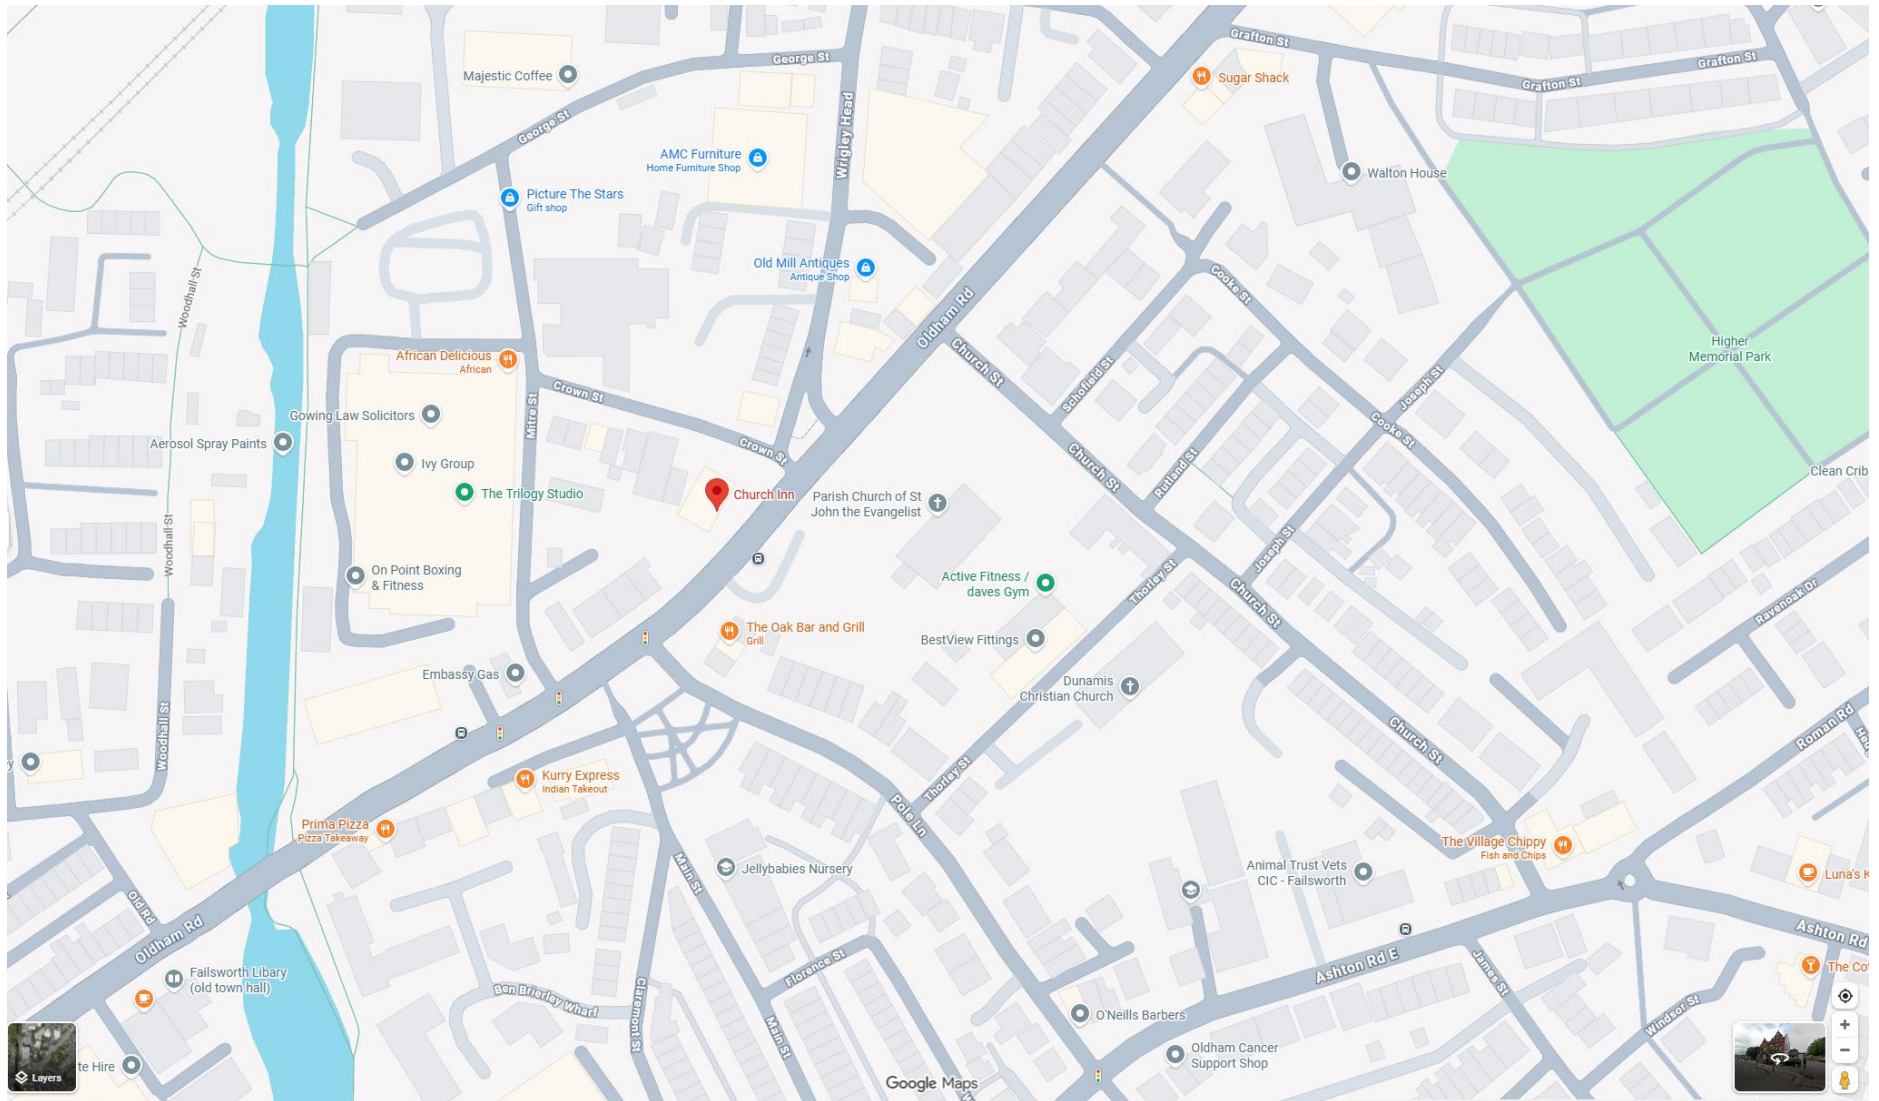 Grafton St
Grafton St
Grafton St
George St
Majestic Coffee
Sugar Shack
George St
Wrigley Head
AMC Furniture
Home Furniture Shop
Walton House
Picture The Stars
Gift shop
Old Mill Antiques
Antique Shop
Cooke St
Woodhall St
Oldham Rd
Higher
Memorial Park
African Delicious
African
Church St
Schofield St
Joseph St
Crown St
Mitre St
Gowing Law Solicitors
Aerosol Spray Paints
Cooke St
Crown St
Ivy Group
Church St
Rutland St
Clean Crib
The Trilogy Studio
Church Inn
Parish Church of St
John the Evangelist
Woodhall St
Joseph St
On Point Boxing
& Fitness
Active Fitness /
daves Gym
Thorley St
Church St
Ravenoak Dr
The Oak Bar and Grill
Grill
BestView Fittings
Embassy Gas
Dunamis
Christian Church
Woodhall St
Church St
Roman Rd
Kurry Express
Indian Takeout
Thorley St
Pole Ln
Prima Pizza
Pizza Takeaway
The Village Chippy
Fish and Chips
Main St
Jellybabies Nursery
Animal Trust Vets
CIC - Failsworth
Luna's K
Old Rd
Oldham Rd
Ashton Rd
Failsworth Libary
(old town hall)
Florence St
Ashton Rd E
James St
The Cot
Ben Brierley Wharf
Claremont St
O'Neills Barbers
Windsor St
Main St
Oldham Cancer
Support Shop
te Hire
Layers
Google Maps